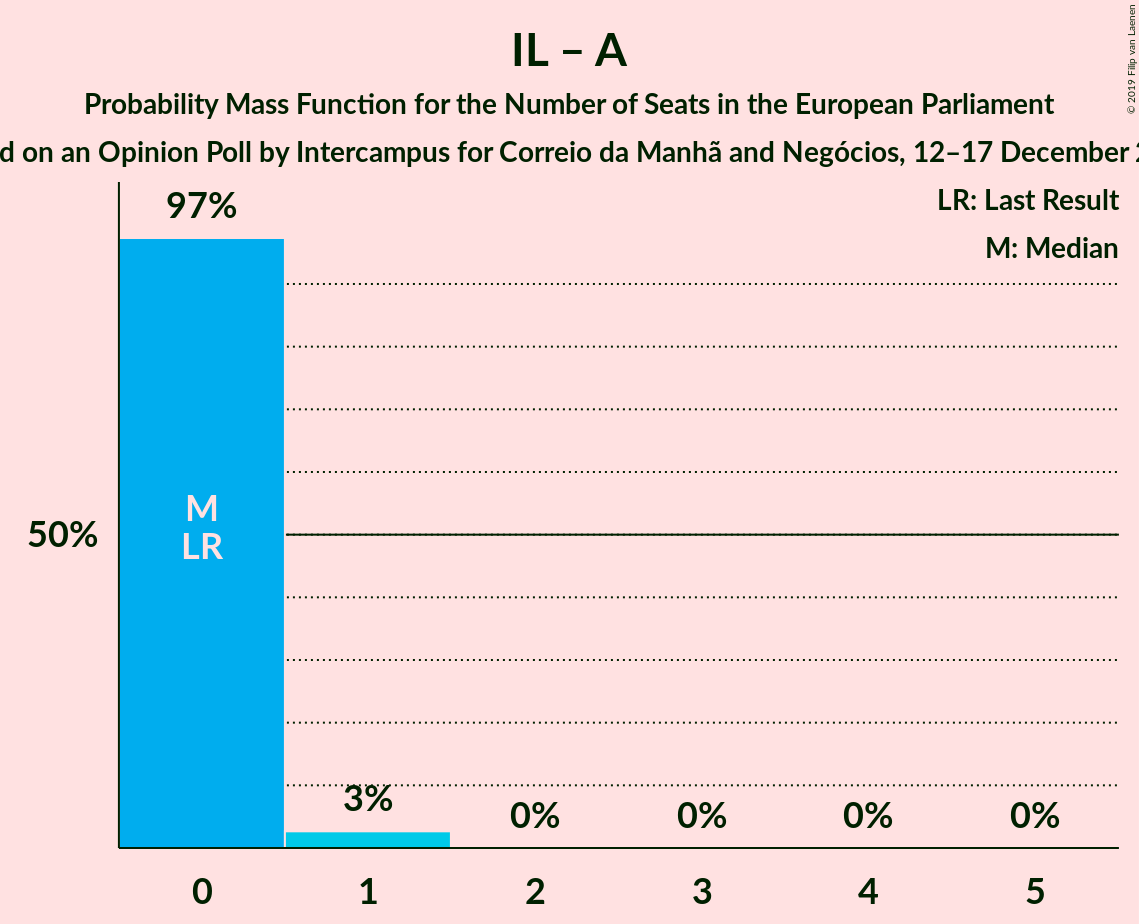 IL – A
Probability Mass Function for the Number of Seats in the European Parliament
on an Opinion Poll by Intercampus for Correio da Manhã and Negócios, 12–17 December
© 2019 Filip van Laenen
LR: Last Result
M: Median
97%
M
LR
50%
3%
0%
0%
0%
0%
0
1
2
3
4
5